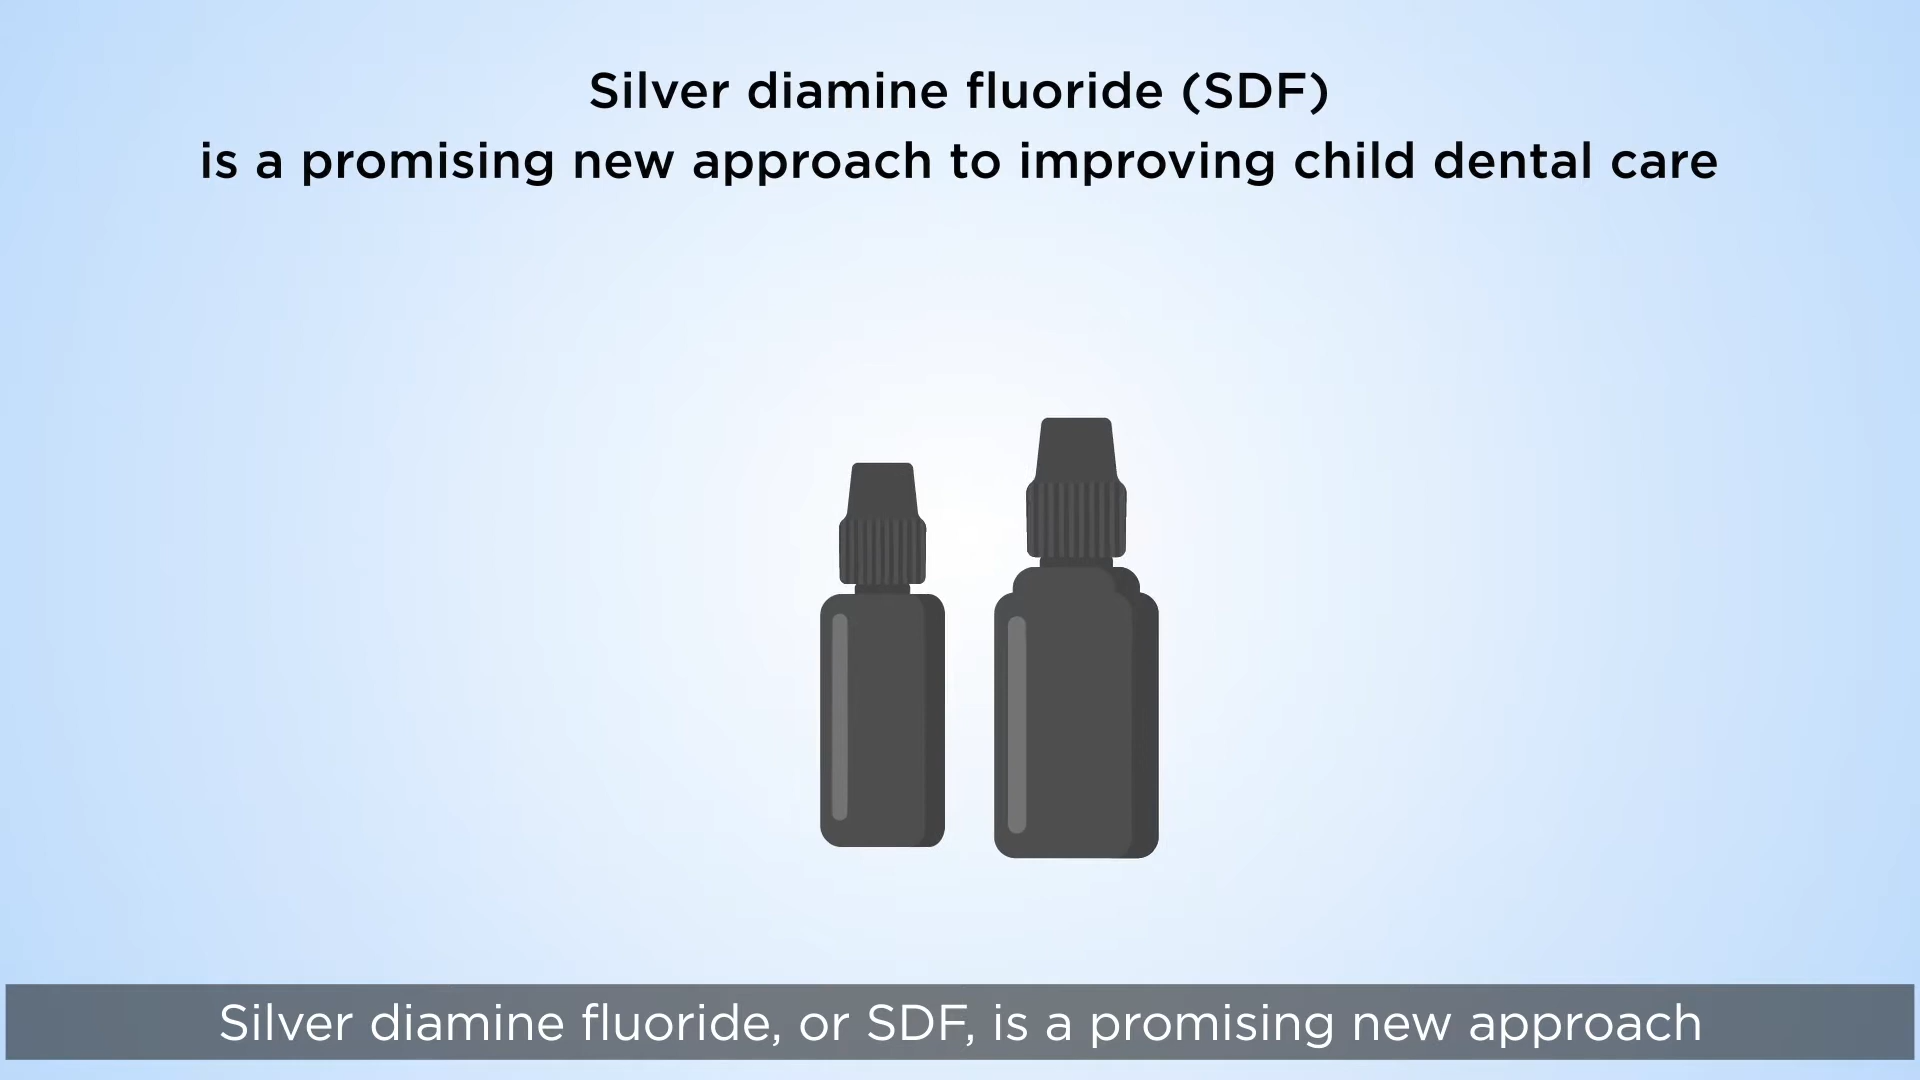 Silver diamine fluoride (SDF)
is a promising new approach to improving child dental care
Silver diamine fluoride, or SDF, is a promising new approach